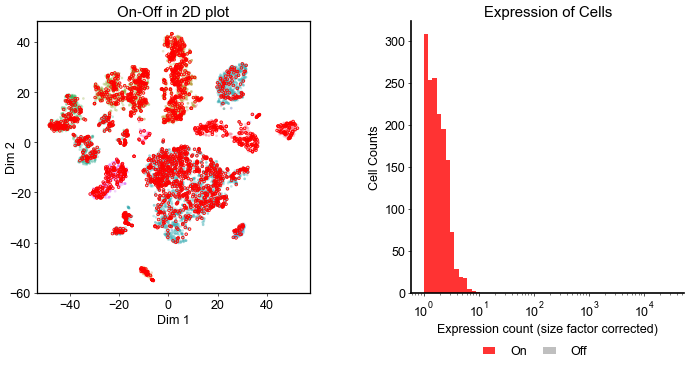 On-Off in 2D plot
40
20
0
−20
−40
−60
−40 −20 0 20 40
Dim 1
Dim 2
Expression of Cells
300
250
200
150
100
50
0
10^0 10^1 10^2 10^3 10^4
Cell Counts
Expression count (size factor corrected)
On Off